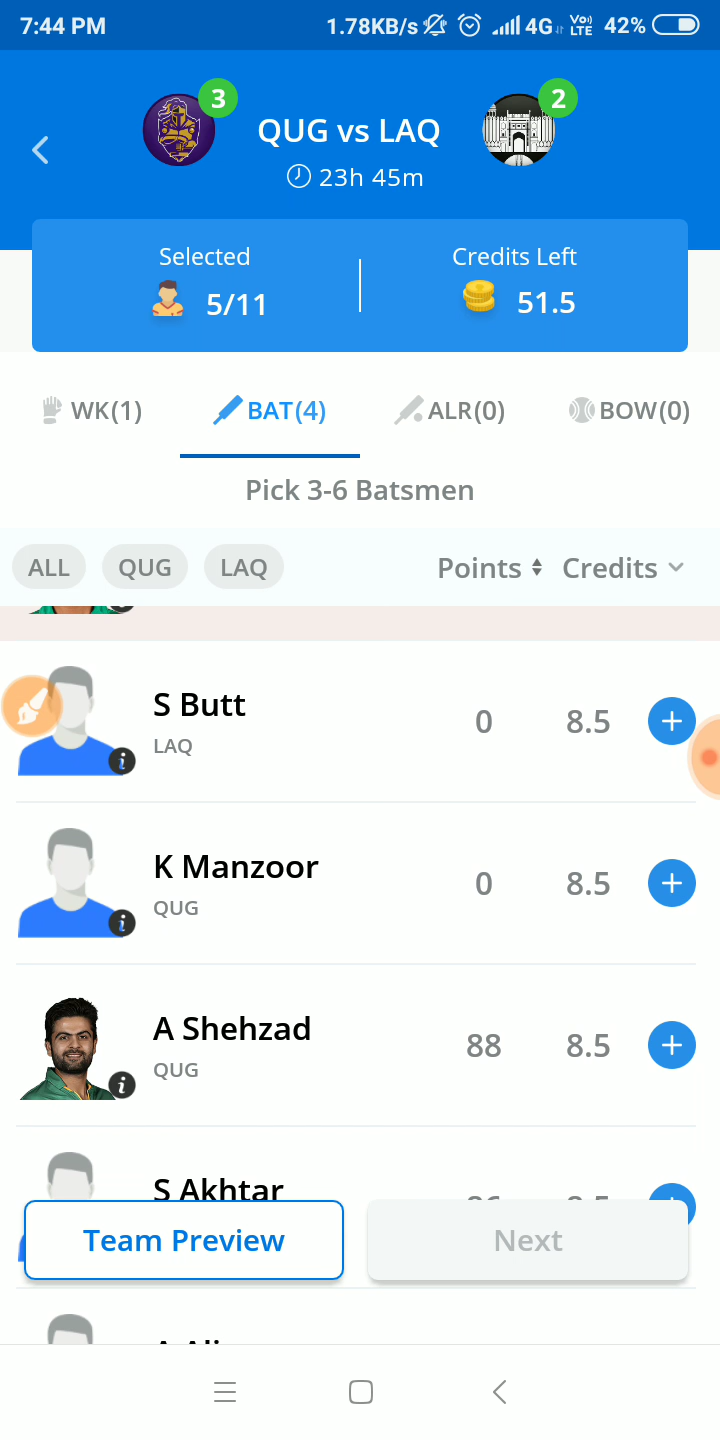 7:44 PM 1.78KB/s 4G Vo) LTE 42%
3 QUG vs LAQ 2
23h 45m
Selected Credits Left
5/11 51.5
WK(1) BAT(4) ALR(0) BOW(0)
Pick 3-6 Batsmen
ALL QUG LAQ Points Credits
S Butt 0 8.5
LAQ
K Manzoor 0 8.5
QUG
A Shehzad 88 8.5
QUG
S Akhtar
Team Preview Next